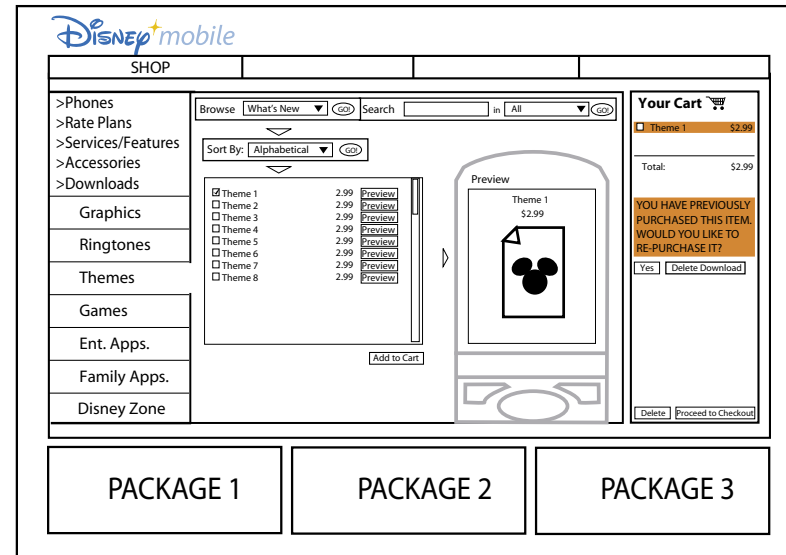 Disney mobile
SHOP
>Phones
>Rate Plans
>Services/Features
>Accessories
>Downloads
Graphics
Ringtones
Themes
Games
Ent. Apps.
Family Apps.
Disney Zone
Browse What's New GO! Search in All GO!
Sort By: Alphabetical GO!
Theme 1 2.99 Preview
Theme 2 2.99 Preview
Theme 3 2.99 Preview
Theme 4 2.99 Preview
Theme 5 2.99 Preview
Theme 6 2.99 Preview
Theme 7 2.99 Preview
Theme 8 2.99 Preview
Add to Cart
Preview
Theme 1
$2.99
Your Cart
Theme 1 $2.99
Total: $2.99
YOU HAVE PREVIOUSLY
PURCHASED THIS ITEM.
WOULD YOU LIKE TO
RE-PURCHASE IT?
Yes Delete Download
Delete Proceed to Checkout
PACKAGE 1
PACKAGE 2
PACKAGE 3